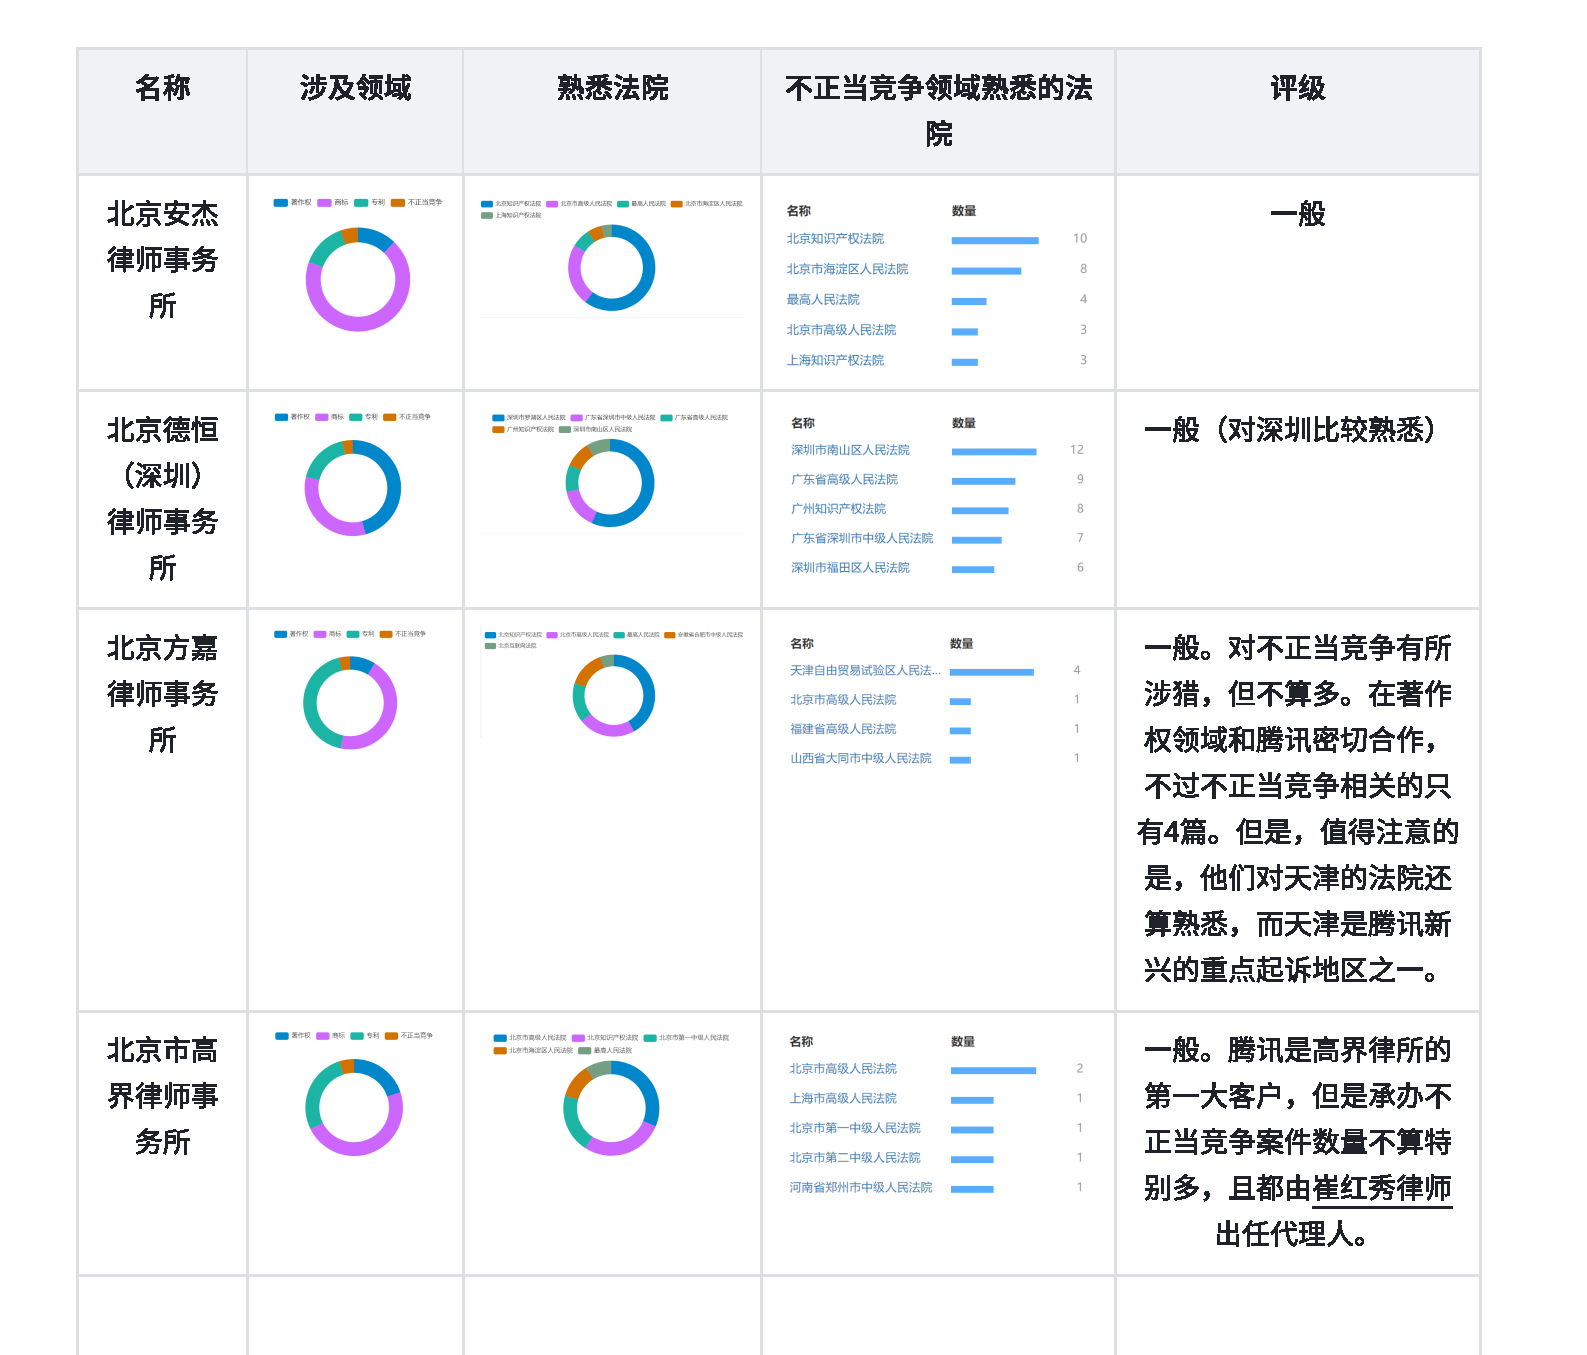 名称
涉及领域
熟悉法院
不正当竞争领域熟悉的法
院
评级
北京安杰
律师事务
所
著作权 商标 专利 不正当竞争
北京知识产权法院 北京市高级人民法院 最高人民法院 北京市海淀区人民法院
上海知识产权法院
名称 数量
北京知识产权法院 10
北京市海淀区人民法院 8
最高人民法院 4
北京市高级人民法院 3
上海知识产权法院 3
一般
北京德恒
（深圳）
律师事务
所
著作权 商标 专利 不正当竞争
深圳市罗湖区人民法院 广东省深圳市中级人民法院 广东省高级人民法院
广州知识产权法院 深圳市南山区人民法院
名称 数量
深圳市南山区人民法院 12
广东省高级人民法院 9
广州知识产权法院 8
广东省深圳市中级人民法院 7
深圳市福田区人民法院 6
一般（对深圳比较熟悉）
北京方嘉
律师事务
所
著作权 商标 专利 不正当竞争
北京知识产权法院 北京市高级人民法院 最高人民法院 安徽省合肥市中级人民法院
北京互联网法院
名称 数量
天津自由贸易试验区人民法... 4
北京市高级人民法院 1
福建省高级人民法院 1
山西省大同市中级人民法院 1
一般。对不正当竞争有所
涉猎，但不算多。在著作
权领域和腾讯密切合作，
不过不正当竞争相关的只
有4篇。但是，值得注意的
是，他们对天津的法院还
算熟悉，而天津是腾讯新
兴的重点起诉地区之一。
北京市高
界律师事
务所
著作权 商标 专利 不正当竞争
北京市高级人民法院 北京知识产权法院 北京市第一中级人民法院
北京市海淀区人民法院 最高人民法院
名称 数量
北京市高级人民法院 2
上海市高级人民法院 1
北京市第一中级人民法院 1
北京市第二中级人民法院 1
河南省郑州市中级人民法院 1
一般。腾讯是高界律所的
第一大客户，但是承办不
正当竞争案件数量不算特
别多，且都由崔红秀律师
出任代理人。